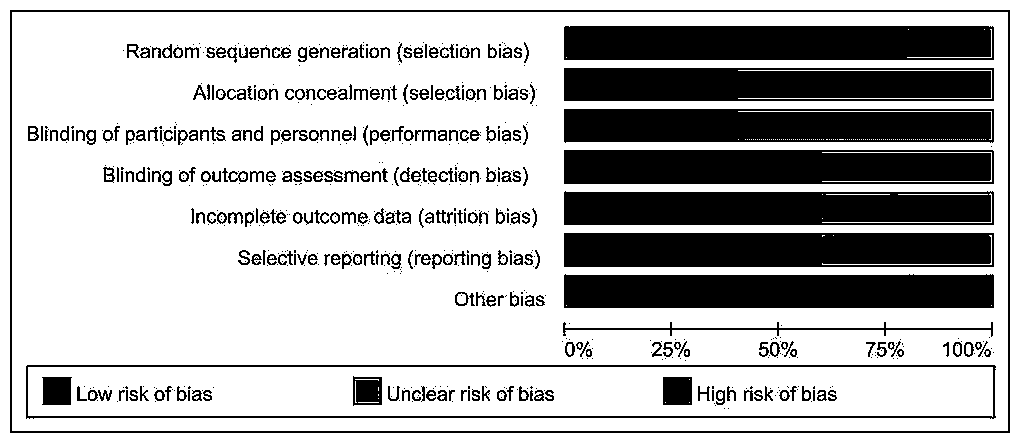 Random sequence generation (selection bias)
Allocation concealment (selection bias)
Blinding of participants and personnel (performance bias)
Blinding of outcome assessment (detection bias)
Incomplete outcome data (attrition bias)
Selective reporting (reporting bias)
Other bias
0% 25% 50% 75% 100%
Low risk of bias Unclear risk of bias High risk of bias